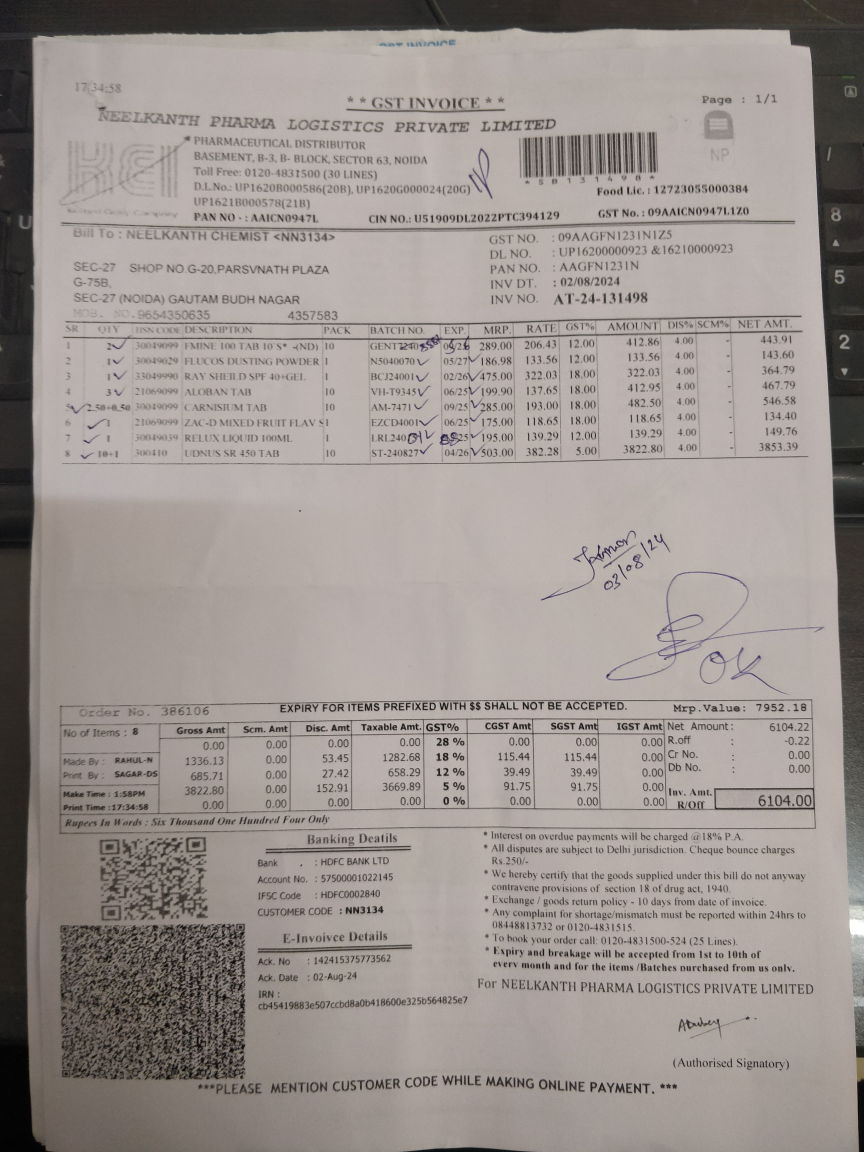 17:34:58
* * GST INVOICE * *
Page : 1/1
NEELKANTH PHARMA LOGISTICS PRIVATE LIMITED
* PHARMACEUTICAL DISTRIBUTOR
BASEMENT, B-3, B- BLOCK, SECTOR 63, NOIDA
Toll Free: 0120-4831500 (30 LINES)
D.L.No.: UP1620B000586(20B), UP1620G000024(20G)
UP1621B000578(21B)
PAN NO - : AAICN0947L
CIN NO.: U51909DL2022PTC394129
* 5 8 1 3 1 4 9 8 *
NP
Food Lic. : 12723055000384
GST No. : 09AAICN0947L1Z0
Bill To : NEELKANTH CHEMIST <NN3134>
SEC-27 SHOP NO.G-20,PARSVNATH PLAZA
G-75B,
SEC-27 (NOIDA) GAUTAM BUDH NAGAR
MOB. NO.9654350635 4357583
GST NO. : 09AAGFN1231N1Z5
DL NO. : UP16200000923 &16210000923
PAN NO. : AAGFN1231N
INV DT. : 02/08/2024
INV NO. AT-24-131498
SR QTY HSN CODE DESCRIPTION PACK BATCH NO. EXP. MRP. RATE GST% AMOUNT DIS% SCM% NET AMT.
1 2 30049099 FMINE 100 TAB 10'S* -(ND) 10 289.00 206.43 12.00 412.86 4.00 - 443.91
2 1 30049029 FLUCOS DUSTING POWDER 1 N5040070 05/27 186.98 133.56 12.00 133.56 4.00 - 143.60
3 1 33049990 RAY SHEILD SPF 40+GEL 1 BCJ24001 02/26 475.00 322.03 18.00 322.03 4.00 - 364.79
4 3 21069099 ALOBAN TAB 10 VH-T9345 06/25 199.90 137.65 18.00 412.95 4.00 - 467.79
5 2.50+0.50 30049099 CARNISIUM TAB 10 AM-7471 09/25 285.00 193.00 18.00 482.50 4.00 - 546.58
6 1 21069099 ZAC-D MIXED FRUIT FLAV S 1 EZCD4001 06/25 175.00 118.65 18.00 118.65 4.00 - 134.40
7 1 30049039 RELUX LIQUID 100ML 1 195.00 139.29 12.00 139.29 4.00 - 149.76
8 10+1 300410 UDNUS SR 450 TAB 10 ST-240827 04/26 503.00 382.28 5.00 3822.80 4.00 - 3853.39
03/08/24
OK
Order No. 386106 EXPIRY FOR ITEMS PREFIXED WITH $$ SHALL NOT BE ACCEPTED. Mrp.Value: 7952.18
No of Items : 8
Made By : RAHUL-N
Print By : SAGAR-DS
Make Time : 1:58PM
Print Time :17:34:58
Gross Amt Scm. Amt Disc. Amt Taxable Amt. GST% CGST Amt SGST Amt IGST Amt
0.00 0.00 0.00 0.00 28 % 0.00 0.00 0.00
1336.13 0.00 53.45 1282.68 18 % 115.44 115.44 0.00
685.71 0.00 27.42 658.29 12 % 39.49 39.49 0.00
3822.80 0.00 152.91 3669.89 5 % 91.75 91.75 0.00
0.00 0.00 0.00 0.00 0 % 0.00 0.00 0.00
Net Amount : 6104.22
R.off : -0.22
Cr No. : 0.00
Db No. : 0.00
Inv. Amt. R/Off 6104.00
Rupees In Words : Six Thousand One Hundred Four Only
Banking Deatils
Bank . : HDFC BANK LTD
Account No. : 57500001022145
IFSC Code : HDFC0002840
CUSTOMER CODE : NN3134
E-Invoivce Details
Ack. No : 142415375773562
Ack. Date : 02-Aug-24
IRN :
cb45419883e507ccbd8a0b418600e325b564825e7
* Interest on overdue payments will be charged @18% P.A.
* All disputes are subject to Delhi jurisdiction. Cheque bounce charges
Rs.250/-
* We hereby certify that the goods supplied under this bill do not anyway
contravene provisions of section 18 of drug act, 1940.
* Exchange / goods return policy - 10 days from date of invoice.
* Any complaint for shortage/mismatch must be reported within 24hrs to
08448813732 or 0120-4831515.
* To book your order call: 0120-4831500-524 (25 Lines).
* Expiry and breakage will be accepted from 1st to 10th of
every month and for the items /Batches purchased from us only.
For NEELKANTH PHARMA LOGISTICS PRIVATE LIMITED
(Authorised Signatory)
***PLEASE MENTION CUSTOMER CODE WHILE MAKING ONLINE PAYMENT. ***